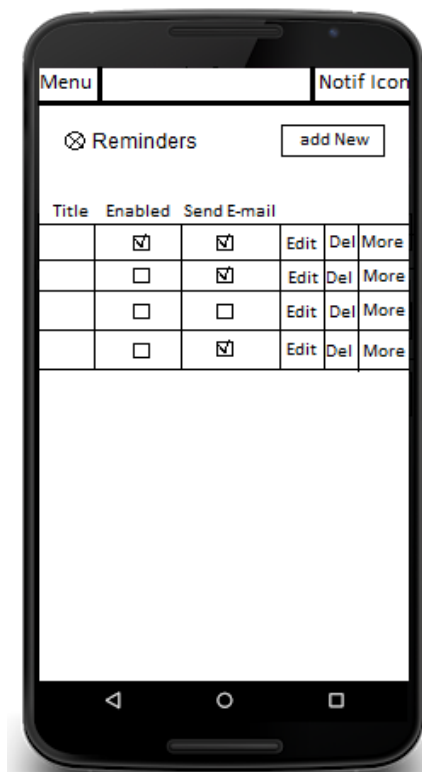 Menu Notif Icon
Reminders add New
Title Enabled Send E-mail
Edit Del More
Edit Del More
Edit Del More
Edit Del More